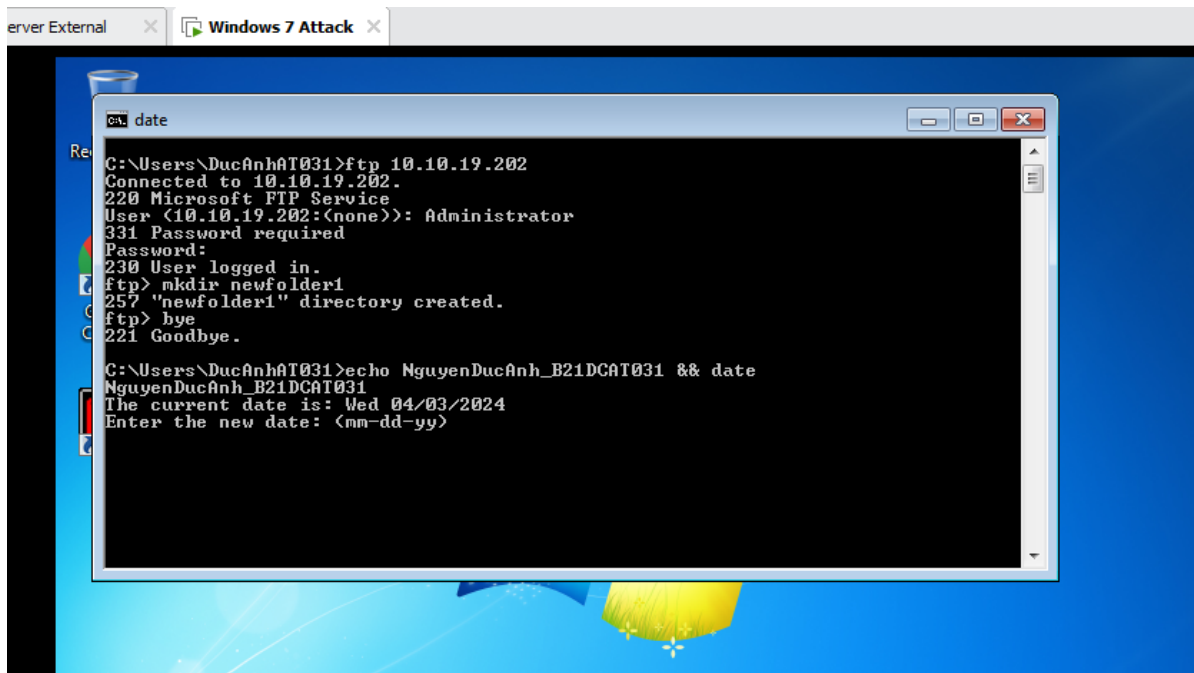 erver External
Windows 7 Attack
date
Re
C:\Users\DucAnhAT031>ftp 10.10.19.202
Connected to 10.10.19.202.
220 Microsoft FTP Service
User (10.10.19.202:(none)): Administrator
331 Password required
Password:
230 User logged in.
ftp> mkdir newfolder1
257 "newfolder1" directory created.
ftp> bye
221 Goodbye.
C:\Users\DucAnhAT031>echo NguyenDucAnh_B21DCAT031 && date
NguyenDucAnh_B21DCAT031
The current date is: Wed 04/03/2024
Enter the new date: (mm-dd-yy)